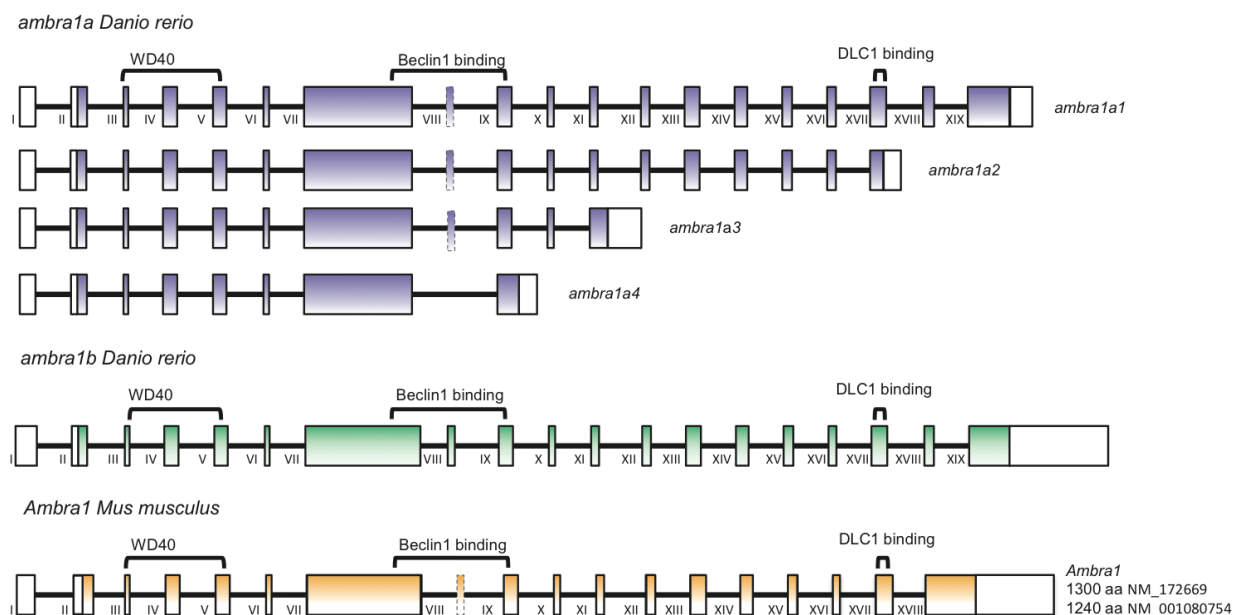 ambra1a Danio rerio
WD40
Beclin1 binding
DLC1 binding
I II III IV V VI VII VIII IX X XI XII XIII XIV XV XVI XVII XVIII XIX
ambra1a1
ambra1a2
ambra1a3
ambra1a4
ambra1b Danio rerio
WD40
Beclin1 binding
DLC1 binding
I II III IV V VI VII VIII IX X XI XII XIII XIV XV XVI XVII XVIII XIX
Ambra1 Mus musculus
WD40
Beclin1 binding
DLC1 binding
I II III IV V VI VII VIII IX X XI XII XIII XIV XV XVI XVII XVIII
Ambra1
1300 aa NM_172669
1240 aa NM_001080754